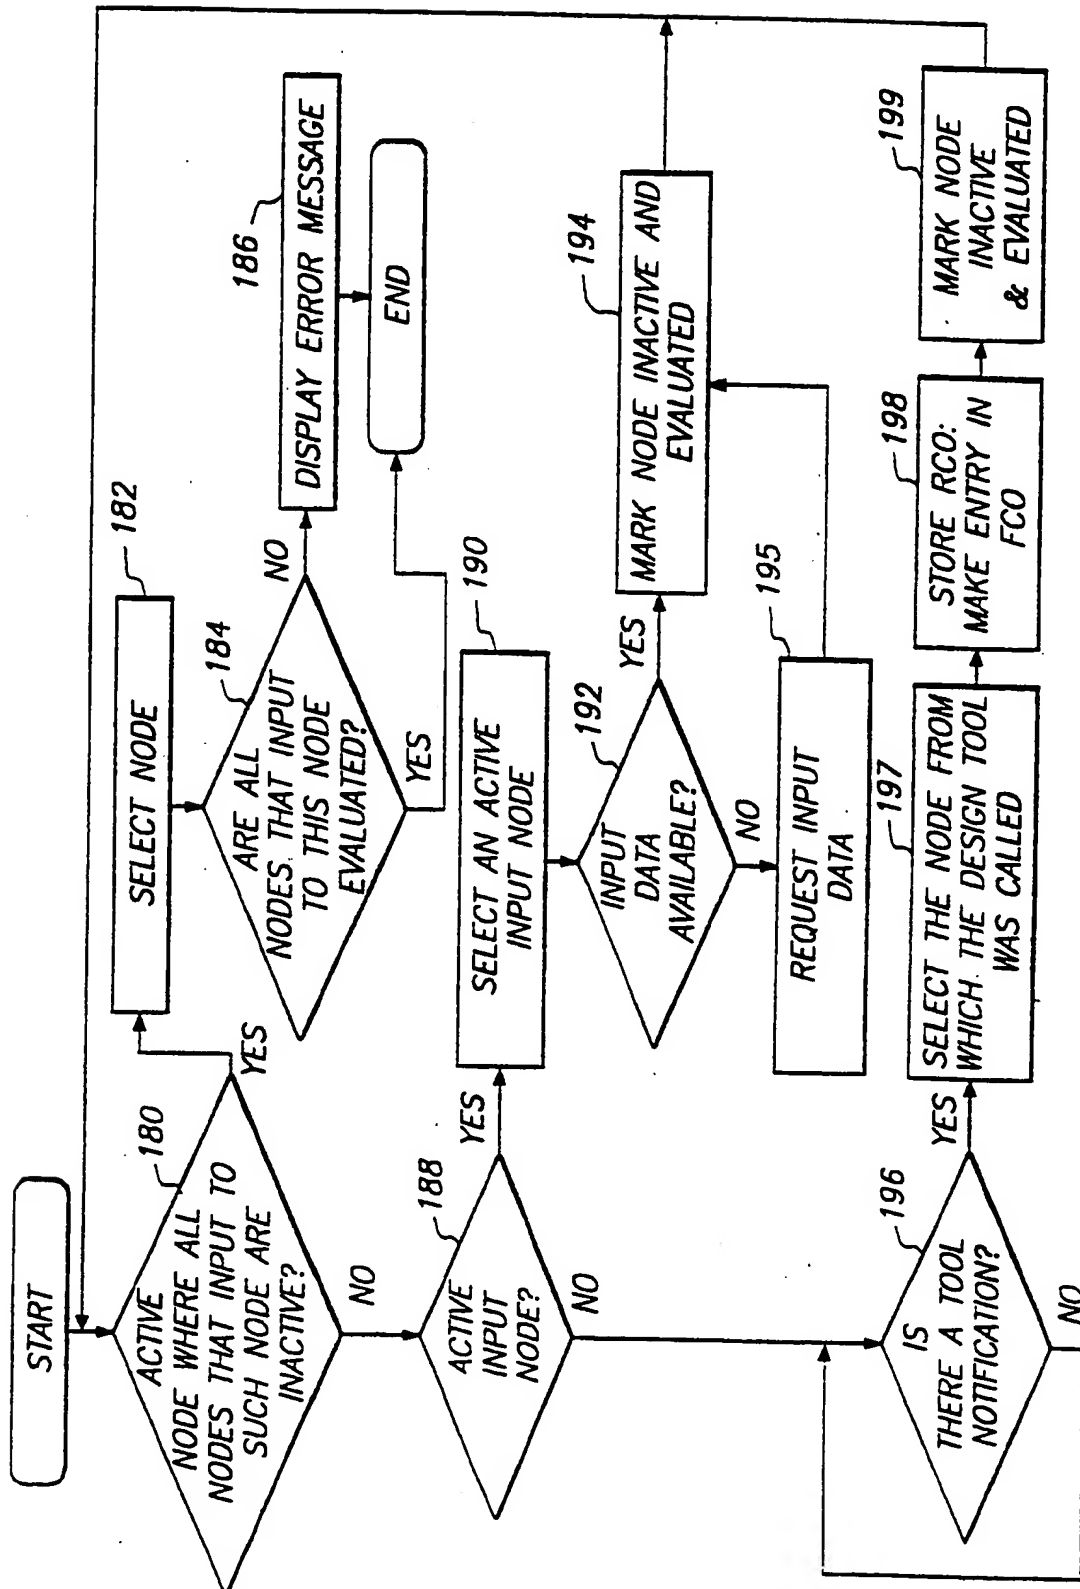 START
180
ACTIVE
NODE WHERE ALL
NODES THAT INPUT TO
SUCH NODE ARE
INACTIVE?
YES
NO
182
SELECT NODE
184
ARE ALL
NODES THAT INPUT
TO THIS NODE
EVALUATED?
NO
YES
186
DISPLAY ERROR MESSAGE
END
188
ACTIVE
INPUT
NODE?
YES
NO
190
SELECT AN ACTIVE
INPUT NODE
192
INPUT
DATA
AVAILABLE?
YES
NO
194
MARK NODE INACTIVE AND
EVALUATED
195
REQUEST INPUT
DATA
196
IS
THERE A TOOL
NOTIFICATION?
YES
NO
197
SELECT THE NODE FROM
WHICH THE DESIGN TOOL
WAS CALLED
198
STORE RCO:
MAKE ENTRY IN
FCO
199
MARK NODE
INACTIVE
& EVALUATED